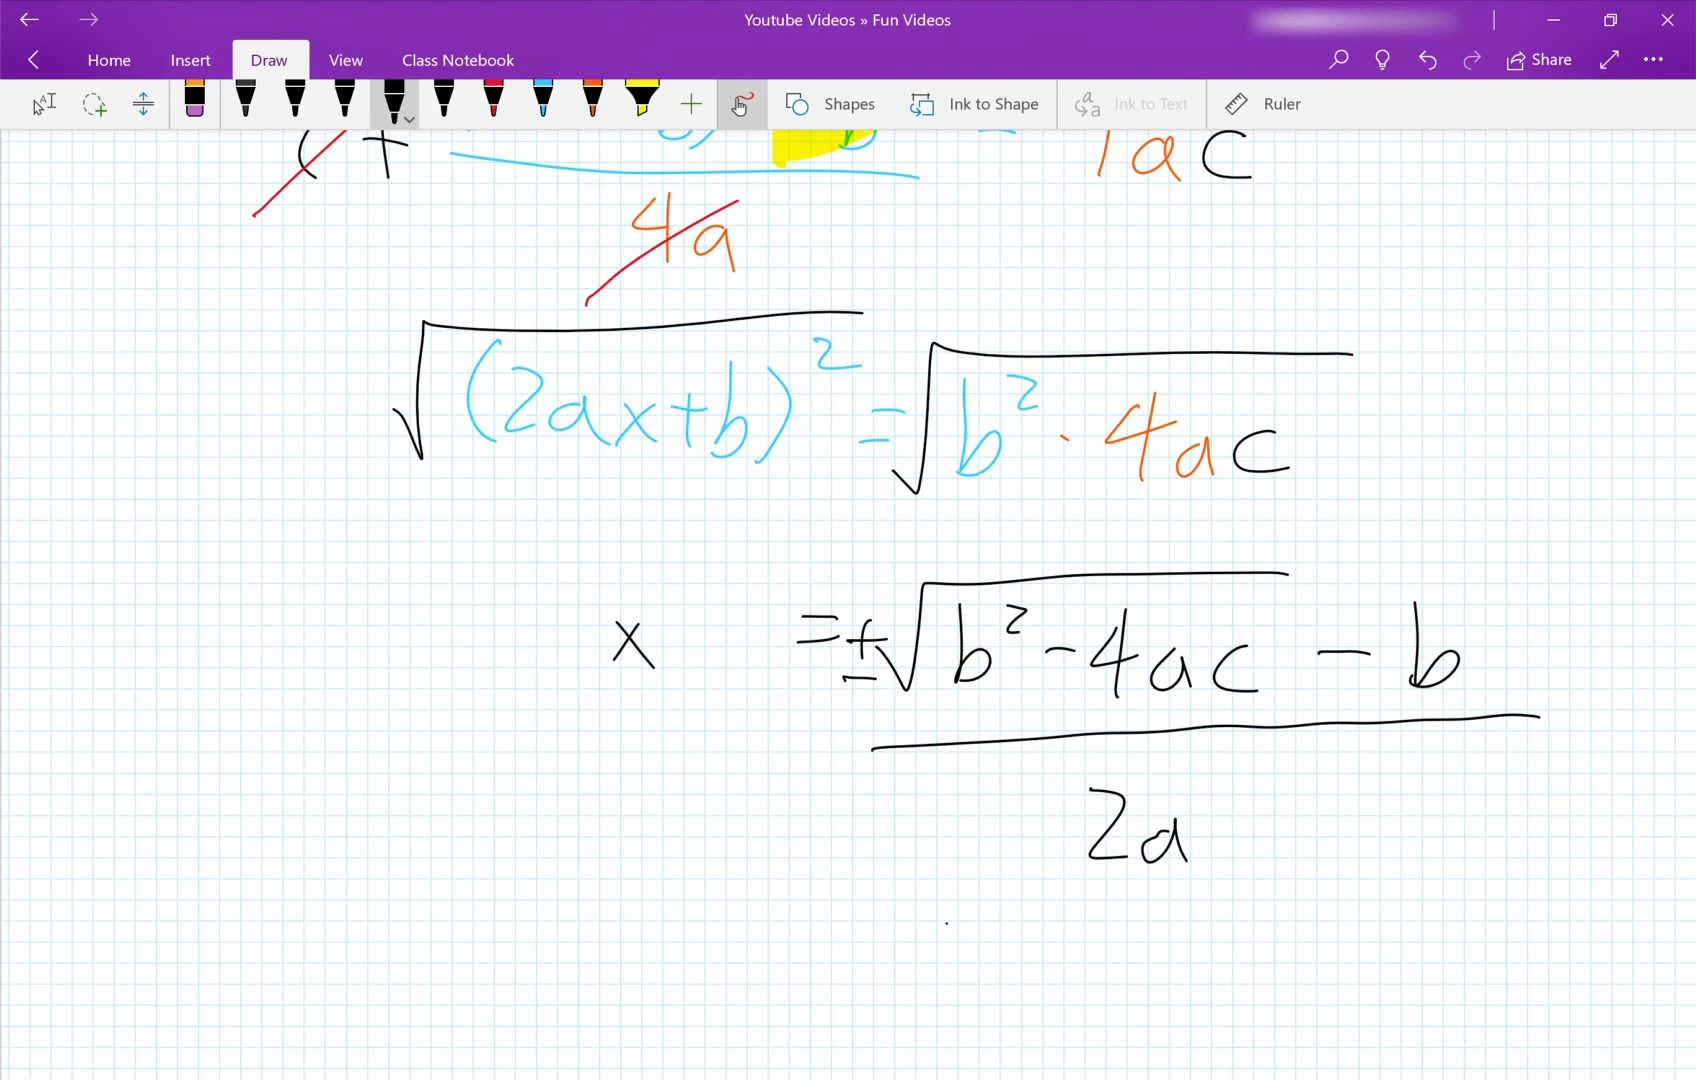 Youtube Videos » Fun Videos
Home Insert Draw View Class Notebook Share
Shapes Ink to Shape Ink to Text Ruler
4ac
4a
√(2ax+b)² = √b² - 4ac
x = ±√b² - 4ac - b
2a